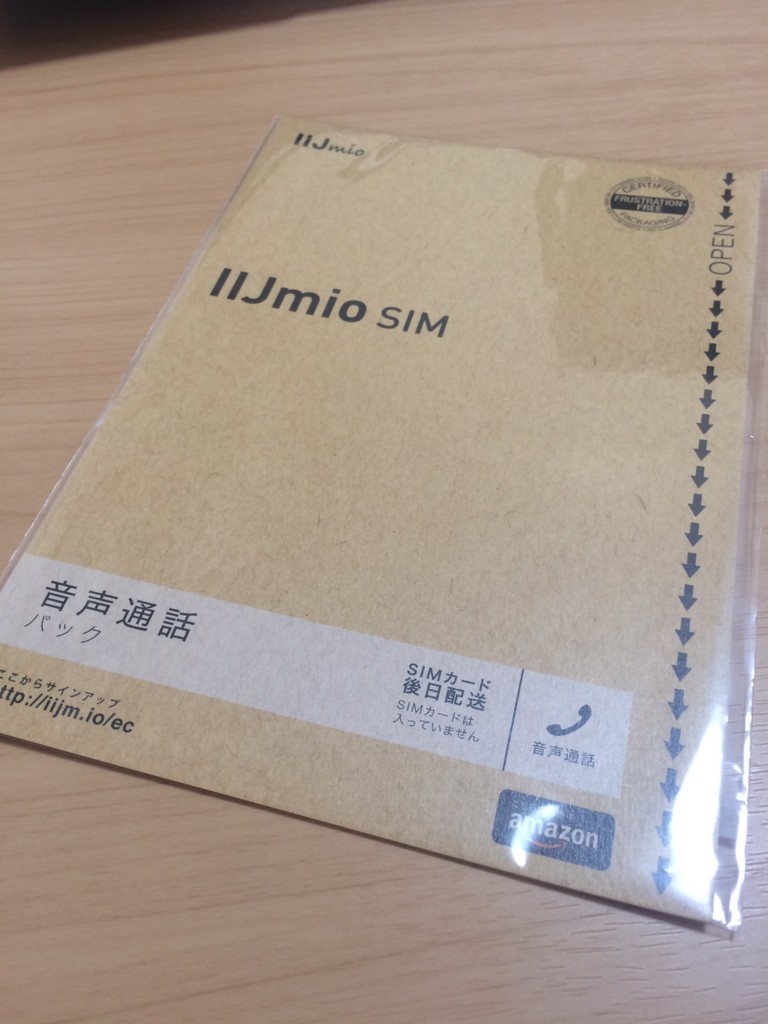 IIJmio
CERTIFIED
FRUSTRATION-
FREE
PACKAGING
OPEN
IIJmio SIM
音声通話
パック
SIMカード
後日配送
SIMカードは
入っていません
音声通話
ここからサインアップ
http://iijm.io/ec
amazon